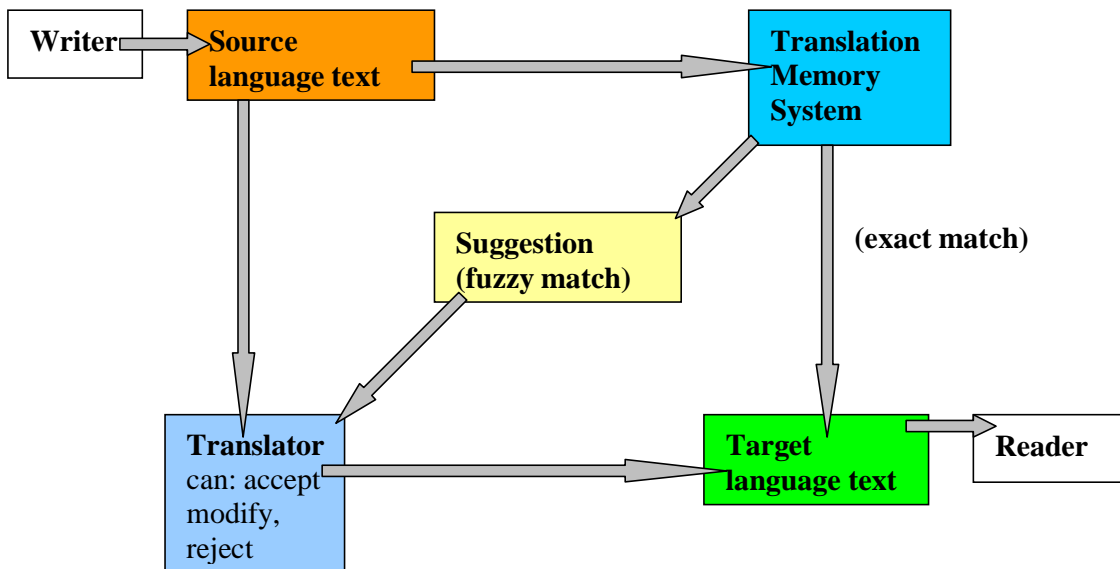 Writer
Source
language text
Translation
Memory
System
Suggestion
(fuzzy match)
(exact match)
Translator
can: accept
modify,
reject
Target
language text
Reader